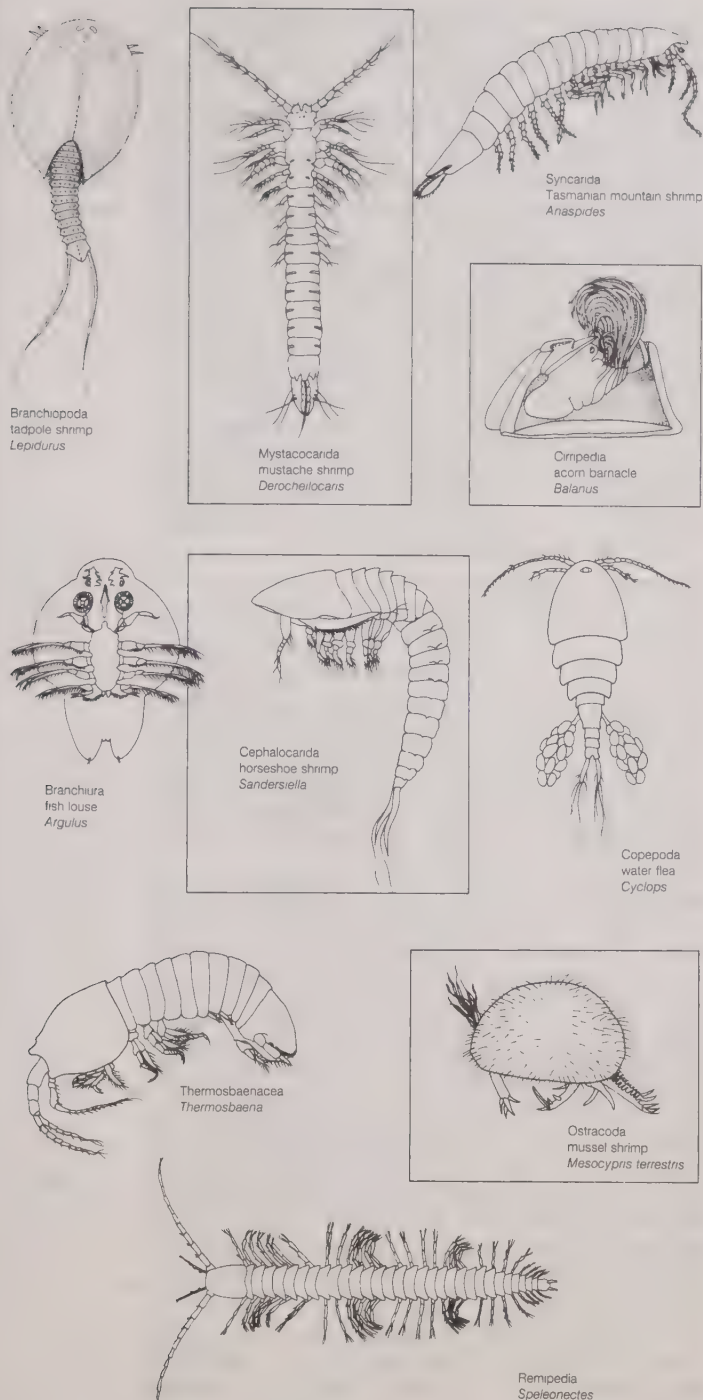 Branchiopoda
tadpole shrimp
Lepidurus
Mystacocarida
mustache shrimp
Derocheilocaris
Syncarida
Tasmanian mountain shrimp
Anaspides
Cirripedia
acorn barnacle
Balanus
Branchiura
fish louse
Argulus
Cephalocarida
horseshoe shrimp
Sandersiella
Copepoda
water flea
Cyclops
Thermosbaenacea
Thermosbaena
Ostracoda
mussel shrimp
Mesocypris terrestris
Remipedia
Speleonectes